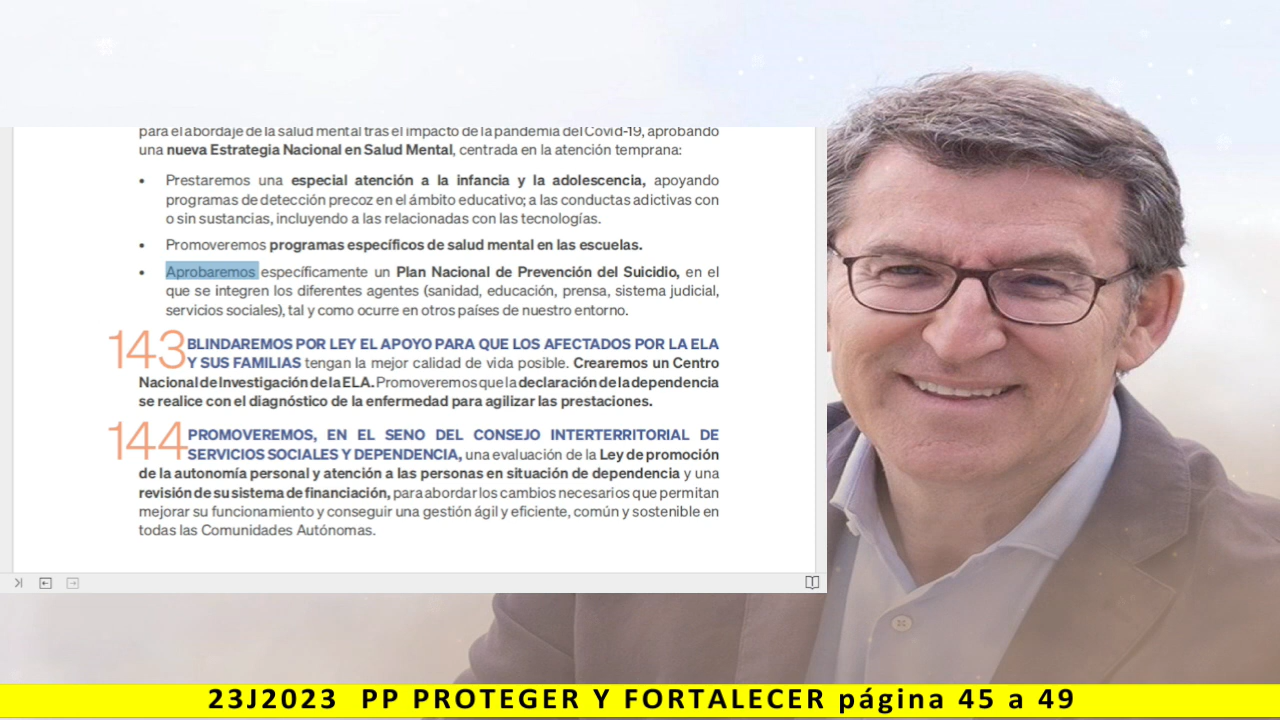 para el abordaje de la salud mental tras el impacto de la pandemia del Covid-19, aprobando
una nueva Estrategia Nacional en Salud Mental, centrada en la atención temprana:
• Prestaremos una especial atención a la infancia y la adolescencia, apoyando
programas de detección precoz en el ámbito educativo; a las conductas adictivas con
o sin sustancias, incluyendo a las relacionadas con las tecnologías.
• Promoveremos programas específicos de salud mental en las escuelas.
• Aprobaremos específicamente un Plan Nacional de Prevención del Suicidio, en el
que se integren los diferentes agentes (sanidad, educación, prensa, sistema judicial,
servicios sociales), tal y como ocurre en otros países de nuestro entorno.
143 BLINDAREMOS POR LEY EL APOYO PARA QUE LOS AFECTADOS POR LA ELA
Y SUS FAMILIAS tengan la mejor calidad de vida posible. Crearemos un Centro
Nacional de Investigación de la ELA. Promoveremos que la declaración de la dependencia
se realice con el diagnóstico de la enfermedad para agilizar las prestaciones.
144 PROMOVEREMOS, EN EL SENO DEL CONSEJO INTERTERRITORIAL DE
SERVICIOS SOCIALES Y DEPENDENCIA, una evaluación de la Ley de promoción
de la autonomía personal y atención a las personas en situación de dependencia y una
revisión de su sistema de financiación, para abordar los cambios necesarios que permitan
mejorar su funcionamiento y conseguir una gestión ágil y eficiente, común y sostenible en
todas las Comunidades Autónomas.
23J2023 PP PROTEGER Y FORTALECER página 45 a 49